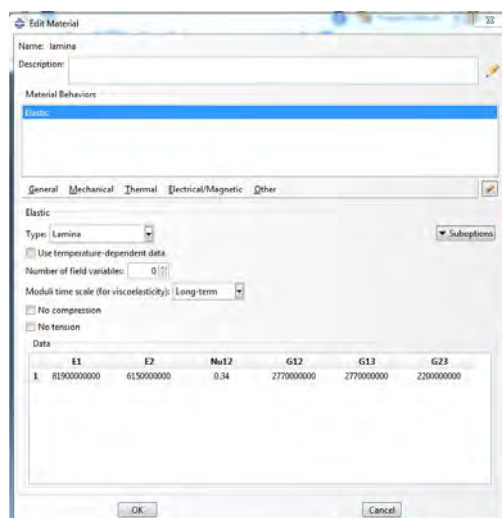 Edit Material
Name: lamina
Description:
Material Behaviors
Elastic
General Mechanical Thermal Electrical/Magnetic Other
Elastic
Type: Lamina
Suboptions
Use temperature-dependent data
Number of field variables: 0
Moduli time scale (for viscoelasticity): Long-term
No compression
No tension
Data
E1 E2 Nu12 G12 G13 G23
1 81900000000 6150000000 0.34 2770000000 2770000000 2200000000
OK Cancel